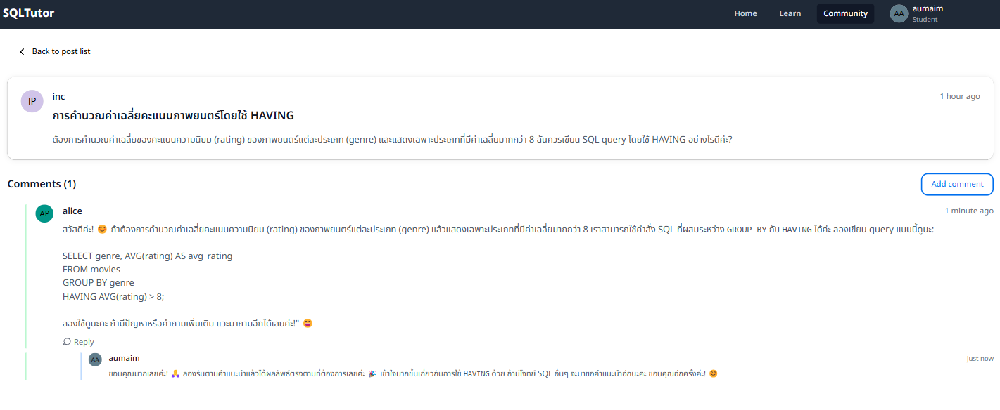 SQLTutor
Home
Learn
Community
AA
aumaim
Student
Back to post list
IP
inc
1 hour ago
การคำนวณค่าเฉลี่ยคะแนนภาพยนตร์โดยใช้ HAVING
ต้องการคำนวณค่าเฉลี่ยของคะแนนความนิยม (rating) ของภาพยนตร์แต่ละประเภท (genre) และแสดงเฉพาะประเภทที่มีค่าเฉลี่ยมากกว่า 8 ฉันควรเขียน SQL query โดยใช้ HAVING อย่างไรดีค่ะ?
Comments (1)
Add comment
AP
alice
1 minute ago
สวัสดีค่ะ! 😊 ถ้าต้องการคำนวณค่าเฉลี่ยคะแนนความนิยม (rating) ของภาพยนตร์แต่ละประเภท (genre) แล้วแสดงเฉพาะประเภทที่มีค่าเฉลี่ยมากกว่า 8 เราสามารถใช้คำสั่ง SQL ที่ผสมระหว่าง GROUP BY กับ HAVING ได้ค่ะ ลองเขียน query แบบนี้ดูนะ:
SELECT genre, AVG(rating) AS avg_rating
FROM movies
GROUP BY genre
HAVING AVG(rating) > 8;
ลองใช้ดูนะคะ ถ้ามีปัญหาหรือคำถามเพิ่มเติม แวะมาถามอีกได้เลยค่ะ!" 😄
Reply
AA
aumaim
just now
ขอบคุณมากเลยค่ะ! 🙏 ลองรันตามคำแนะนำแล้วได้ผลลัพธ์ตรงตามที่ต้องการเลยค่ะ 🎉 เข้าใจมากขึ้นเกี่ยวกับการใช้ HAVING ด้วย ถ้ามีโจทย์ SQL อื่นๆ จะมาขอคำแนะนำอีกนะคะ ขอบคุณอีกครั้งค่ะ! 😊